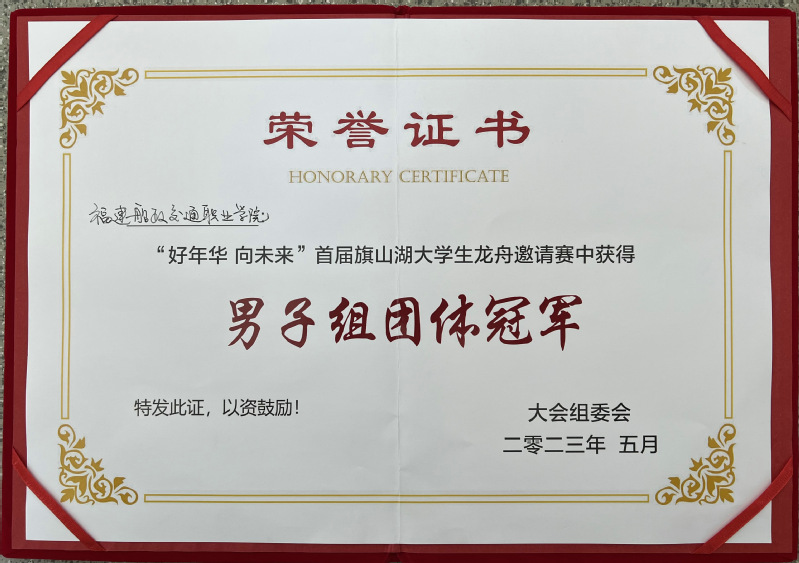 荣誉证书
HONORARY CERTIFICATE
福建船政交通职业学院
“好年华 向未来”首届旗山湖大学生龙舟邀请赛中获得
男子组团体冠军
特发此证，以资鼓励！
大会组委会
二零二三年 五月